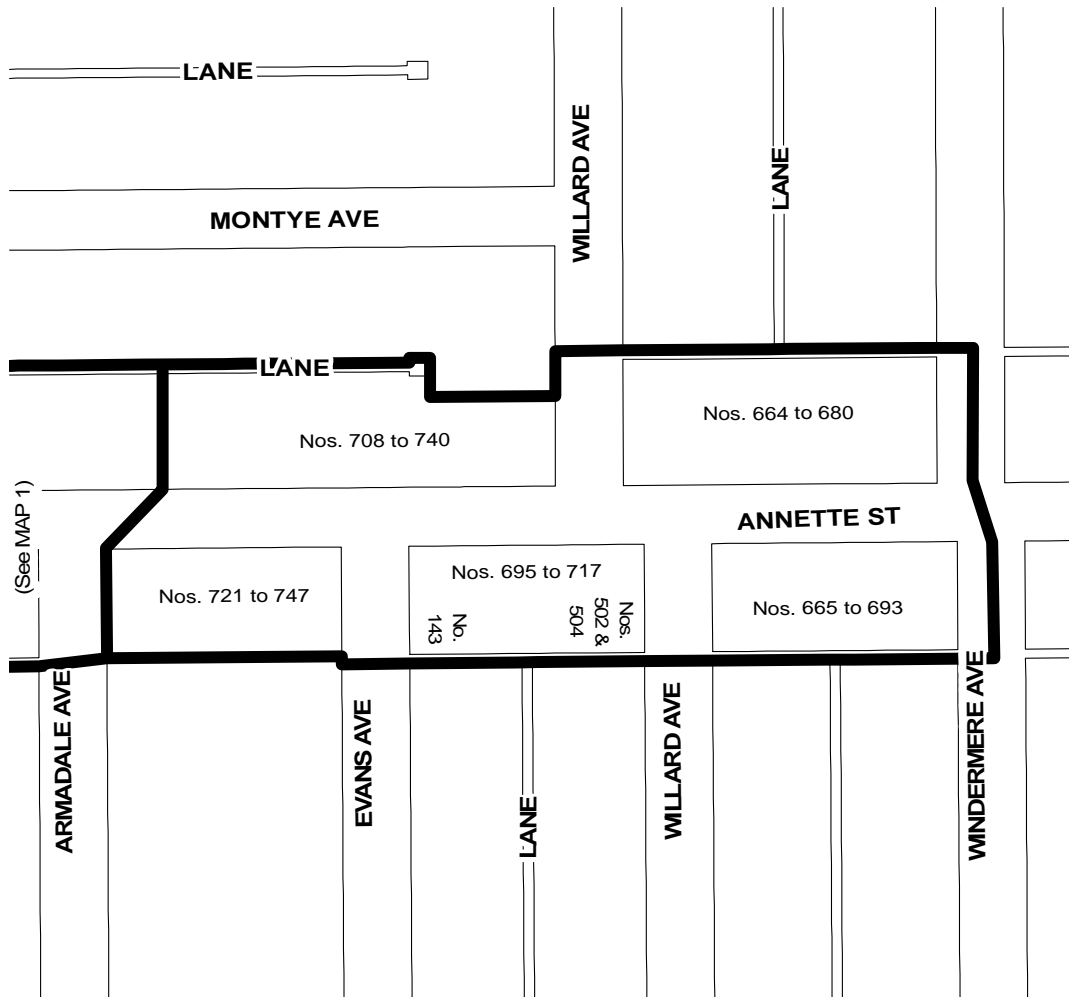 LANE
WILLARD AVE
LANE
MONTYE AVE
LANE
Nos. 664 to 680
Nos. 708 to 740
(See MAP 1)
ANNETTE ST
Nos. 695 to 717
Nos. 721 to 747
Nos. 665 to 693
No.
143
Nos.
502 &
504
ARMADALE AVE
EVANS AVE
LANE
WILLARD AVE
WINDERMERE AVE